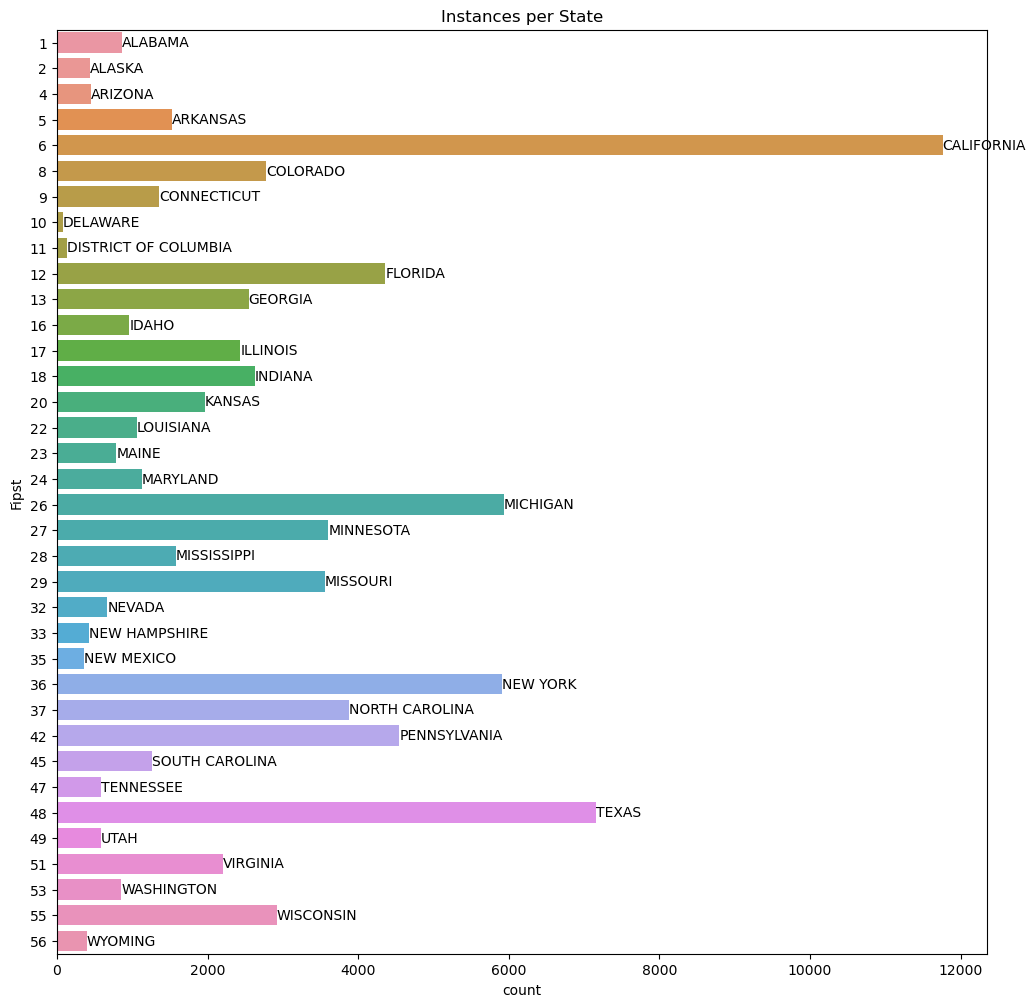 Instances per State
1 ALABAMA
2 ALASKA
4 ARIZONA
5 ARKANSAS
6 CALIFORNIA
8 COLORADO
9 CONNECTICUT
10 DELAWARE
11 DISTRICT OF COLUMBIA
12 FLORIDA
13 GEORGIA
16 IDAHO
17 ILLINOIS
18 INDIANA
20 KANSAS
22 LOUISIANA
23 MAINE
24 MARYLAND
Fipst
26 MICHIGAN
27 MINNESOTA
28 MISSISSIPPI
29 MISSOURI
32 NEVADA
33 NEW HAMPSHIRE
35 NEW MEXICO
36 NEW YORK
37 NORTH CAROLINA
42 PENNSYLVANIA
45 SOUTH CAROLINA
47 TENNESSEE
48 TEXAS
49 UTAH
51 VIRGINIA
53 WASHINGTON
55 WISCONSIN
56 WYOMING
0 2000 4000 6000 8000 10000 12000
count